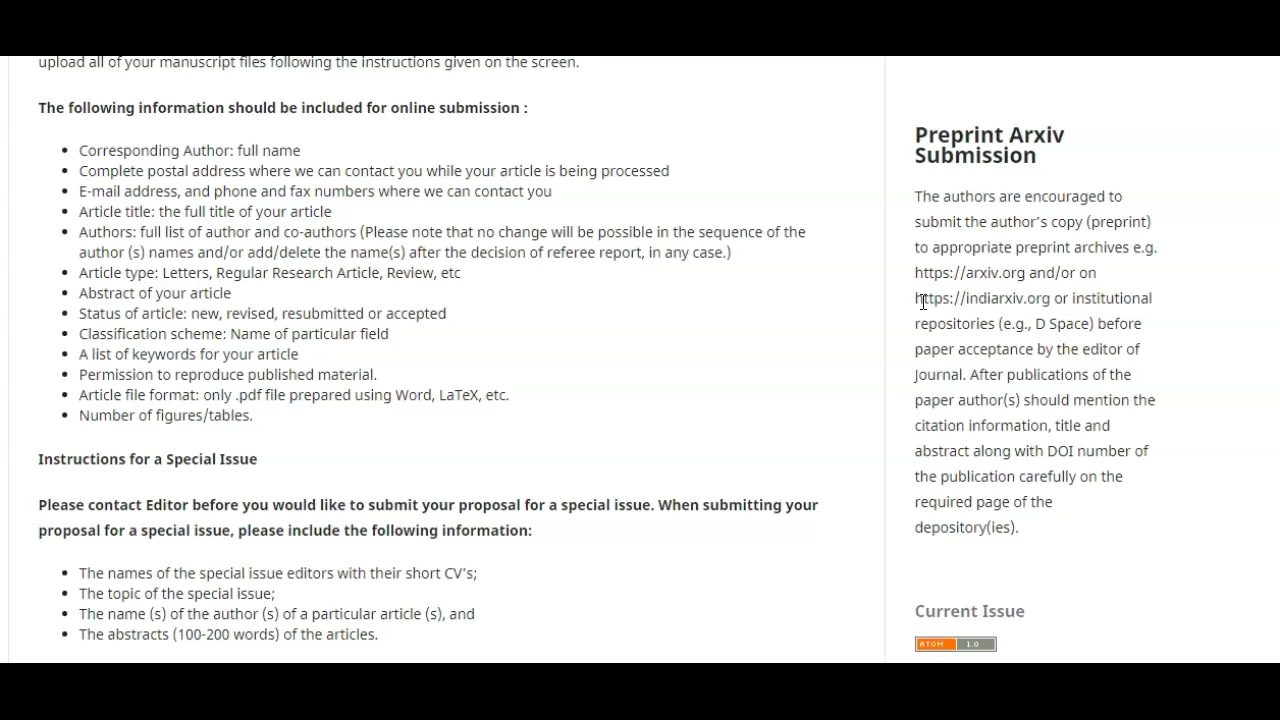 upload all of your manuscript files following the instructions given on the screen.
The following information should be included for online submission :
Corresponding Author: full name
Complete postal address where we can contact you while your article is being processed
E-mail address, and phone and fax numbers where we can contact you
Article title: the full title of your article
Authors: full list of author and co-authors (Please note that no change will be possible in the sequence of the
author (s) names and/or add/delete the name(s) after the decision of referee report, in any case.)
Article type: Letters, Regular Research Article, Review, etc
Abstract of your article
Status of article: new, revised, resubmitted or accepted
Classification scheme: Name of particular field
A list of keywords for your article
Permission to reproduce published material.
Article file format: only .pdf file prepared using Word, LaTeX, etc.
Number of figures/tables.
Instructions for a Special Issue
Please contact Editor before you would like to submit your proposal for a special issue. When submitting your
proposal for a special issue, please include the following information:
The names of the special issue editors with their short CV's;
The topic of the special issue;
The name (s) of the author (s) of a particular article (s), and
The abstracts (100-200 words) of the articles.
Preprint Arxiv
Submission
The authors are encouraged to
submit the author's copy (preprint)
to appropriate preprint archives e.g.
https://arxiv.org and/or on
https://indiarxiv.org or institutional
repositories (e.g., D Space) before
paper acceptance by the editor of
Journal. After publications of the
paper author(s) should mention the
citation information, title and
abstract along with DOI number of
the publication carefully on the
required page of the
depository(ies).
Current Issue
ATOM 1.0